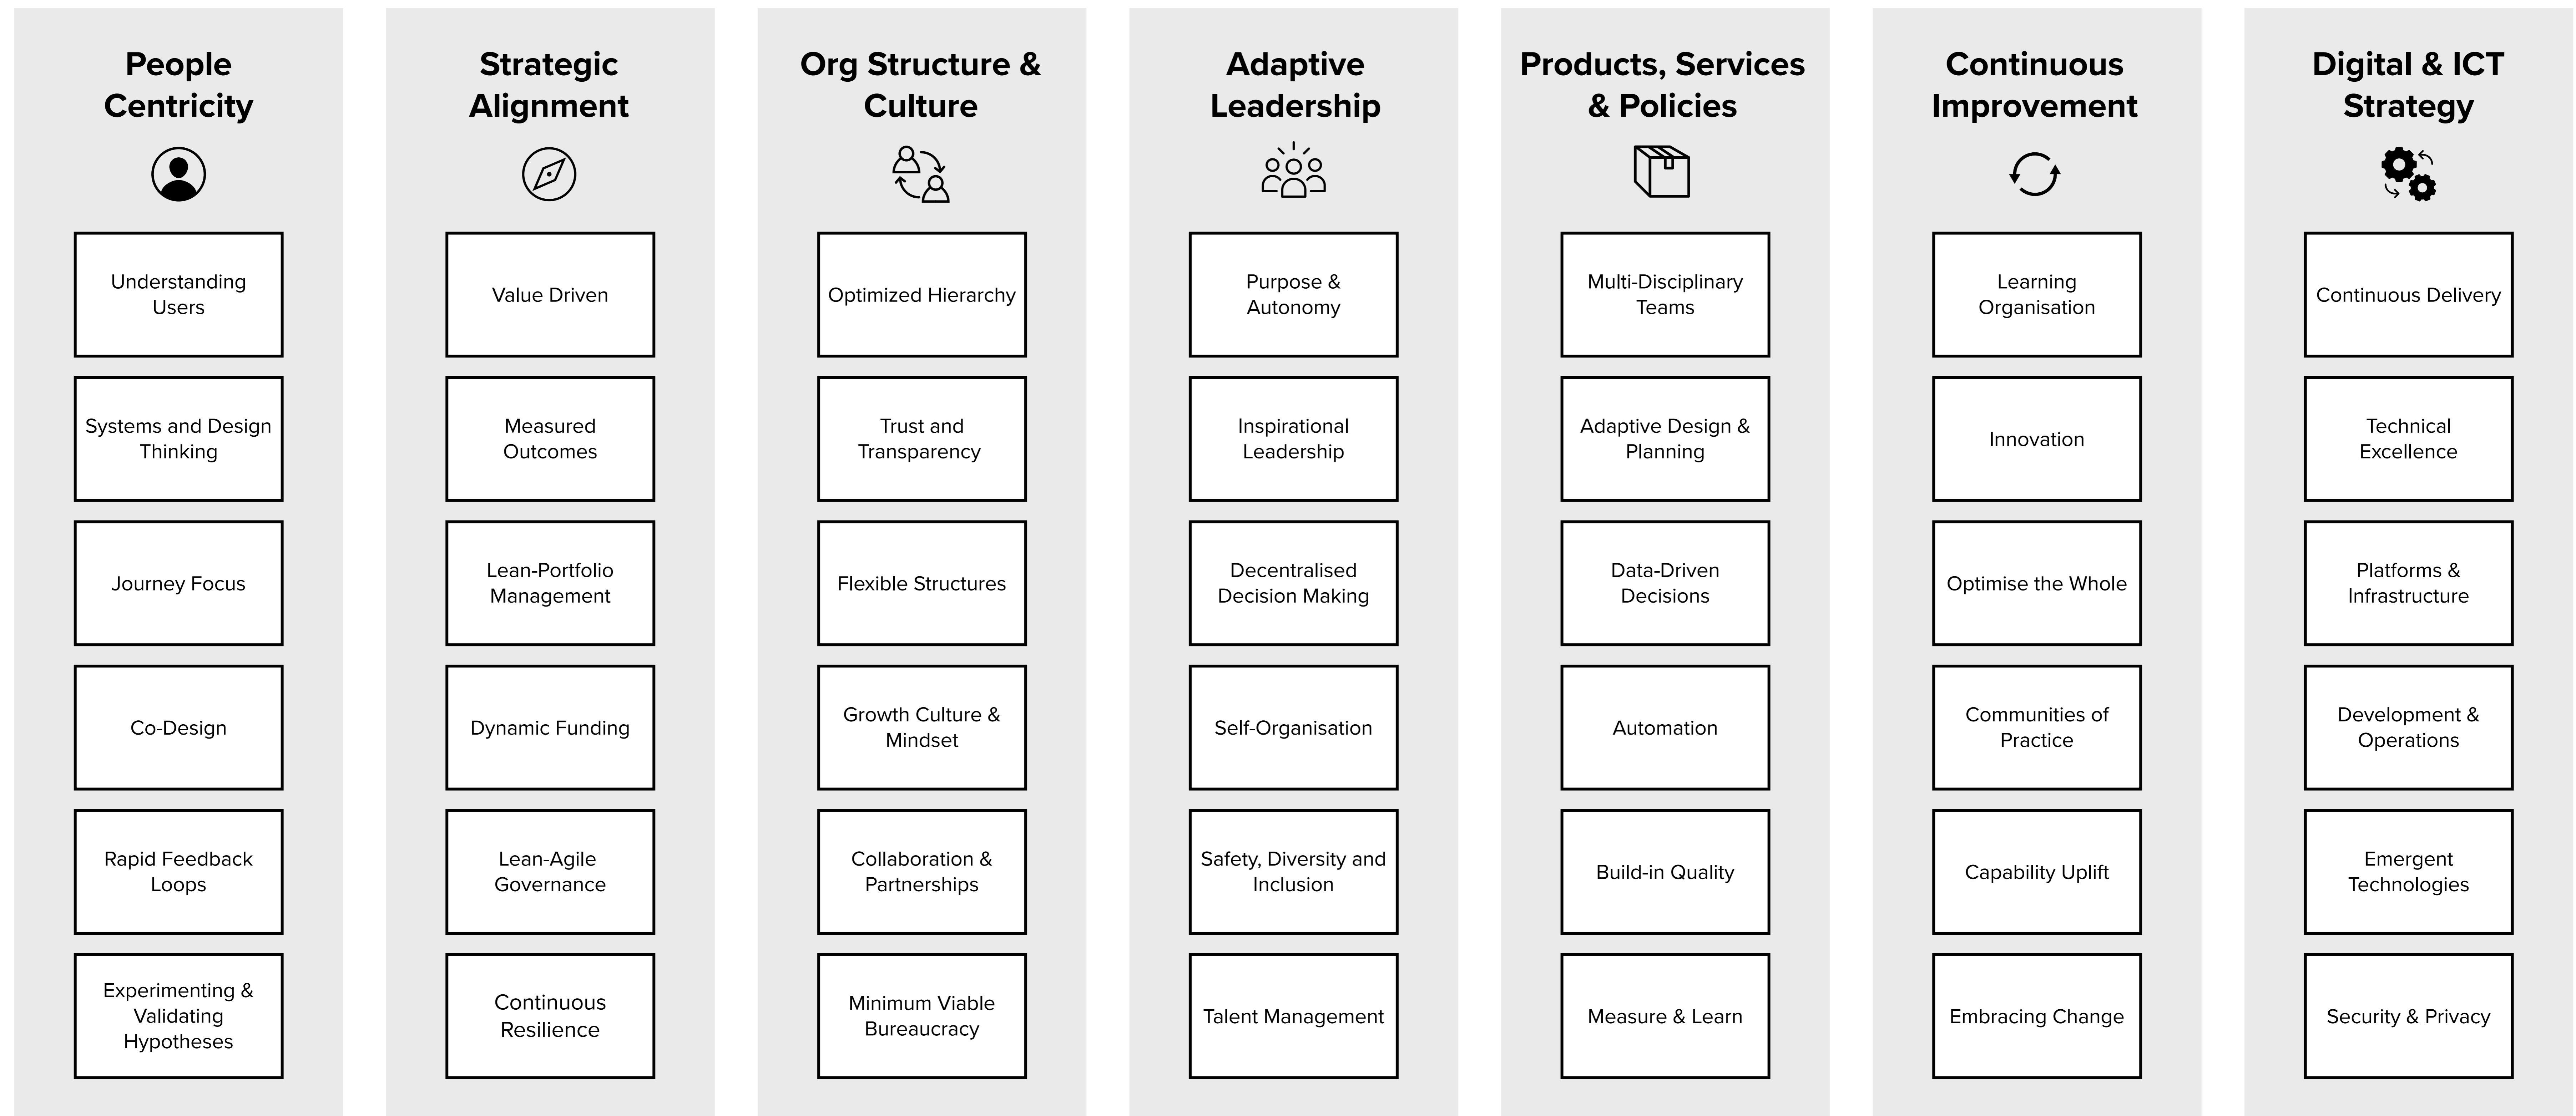 People
Centricity
Understanding
Users
Systems and Design
Thinking
Journey Focus
Co-Design
Rapid Feedback
Loops
Experimenting &
Validating
Hypotheses
Strategic
Alignment
Value Driven
Measured
Outcomes
Lean-Portfolio
Management
Dynamic Funding
Lean-Agile
Governance
Continuous
Resilience
Org Structure &
Culture
Optimized Hierarchy
Trust and
Transparency
Flexible Structures
Growth Culture &
Mindset
Collaboration &
Partnerships
Minimum Viable
Bureaucracy
Adaptive
Leadership
Purpose &
Autonomy
Inspirational
Leadership
Decentralised
Decision Making
Self-Organisation
Safety, Diversity and
Inclusion
Talent Management
Products, Services
& Policies
Multi-Disciplinary
Teams
Adaptive Design &
Planning
Data-Driven
Decisions
Automation
Build-in Quality
Measure & Learn
Continuous
Improvement
Learning
Organisation
Innovation
Optimise the Whole
Communities of
Practice
Capability Uplift
Embracing Change
Digital & ICT
Strategy
Continuous Delivery
Technical
Excellence
Platforms &
Infrastructure
Development &
Operations
Emergent
Technologies
Security & Privacy